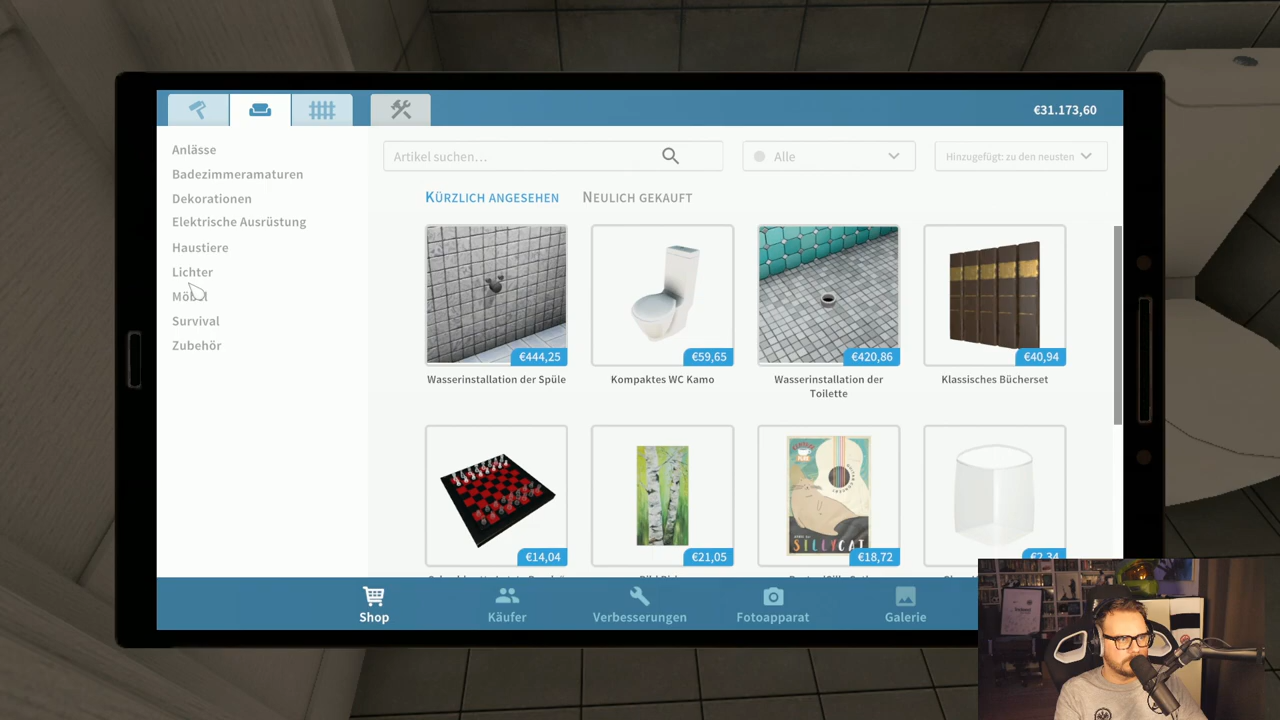 €31.173,60
Anlässe
Badezimmeramaturen
Dekorationen
Elektrische Ausrüstung
Haustiere
Lichter
Survival
Zubehör
Artikel suchen...
Alle
Hinzugefügt: zu den neusten
KÜRZLICH ANGESEHEN
NEULICH GEKAUFT
€444,25
€59,65
€420,86
€40,94
Wasserinstallation der Spüle
Kompaktes WC Kamo
Wasserinstallation der
Toilette
Klassisches Bücherset
SILLYCAT
€14,04
€21,05
€18,72
€2,34
Shop
Käufer
Verbesserungen
Fotoapparat
Galerie